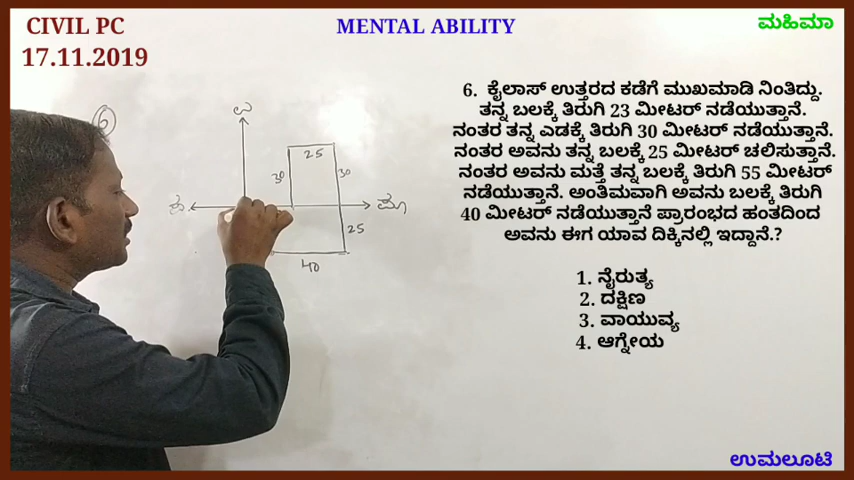 CIVIL PC
17.11.2019
MENTAL ABILITY
ಮಹಿಮಾ
6. ಕೈಲಾಸ್ ಉತ್ತರದ ಕಡೆಗೆ ಮುಖಮಾಡಿ ನಿಂತಿದ್ದು.
ತನ್ನ ಬಲಕ್ಕೆ ತಿರುಗಿ 23 ಮೀಟರ್ ನಡೆಯುತ್ತಾನೆ.
ನಂತರ ತನ್ನ ಎಡಕ್ಕೆ ತಿರುಗಿ 30 ಮೀಟರ್ ನಡೆಯುತ್ತಾನೆ.
ನಂತರ ಅವನು ತನ್ನ ಬಲಕ್ಕೆ 25 ಮೀಟರ್ ಚಲಿಸುತ್ತಾನೆ.
ನಂತರ ಅವನು ಮತ್ತೆ ತನ್ನ ಬಲಕ್ಕೆ ತಿರುಗಿ 55 ಮೀಟರ್
ನಡೆಯುತ್ತಾನೆ. ಅಂತಿಮವಾಗಿ ಅವನು ಬಲಕ್ಕೆ ತಿರುಗಿ
40 ಮೀಟರ್ ನಡೆಯುತ್ತಾನೆ ಪ್ರಾರಂಭದ ಹಂತದಿಂದ
ಅವನು ಈಗ ಯಾವ ದಿಕ್ಕಿನಲ್ಲಿ ಇದ್ದಾನೆ.?
1. ನೈರುತ್ಯ
2. ದಕ್ಷಿಣ
3. ವಾಯುವ್ಯ
4. ಆಗ್ನೇಯ
6
ಉ
25
30
30
ಪ
ಪೂ
25
40
ಉಮಲೂಟಿ